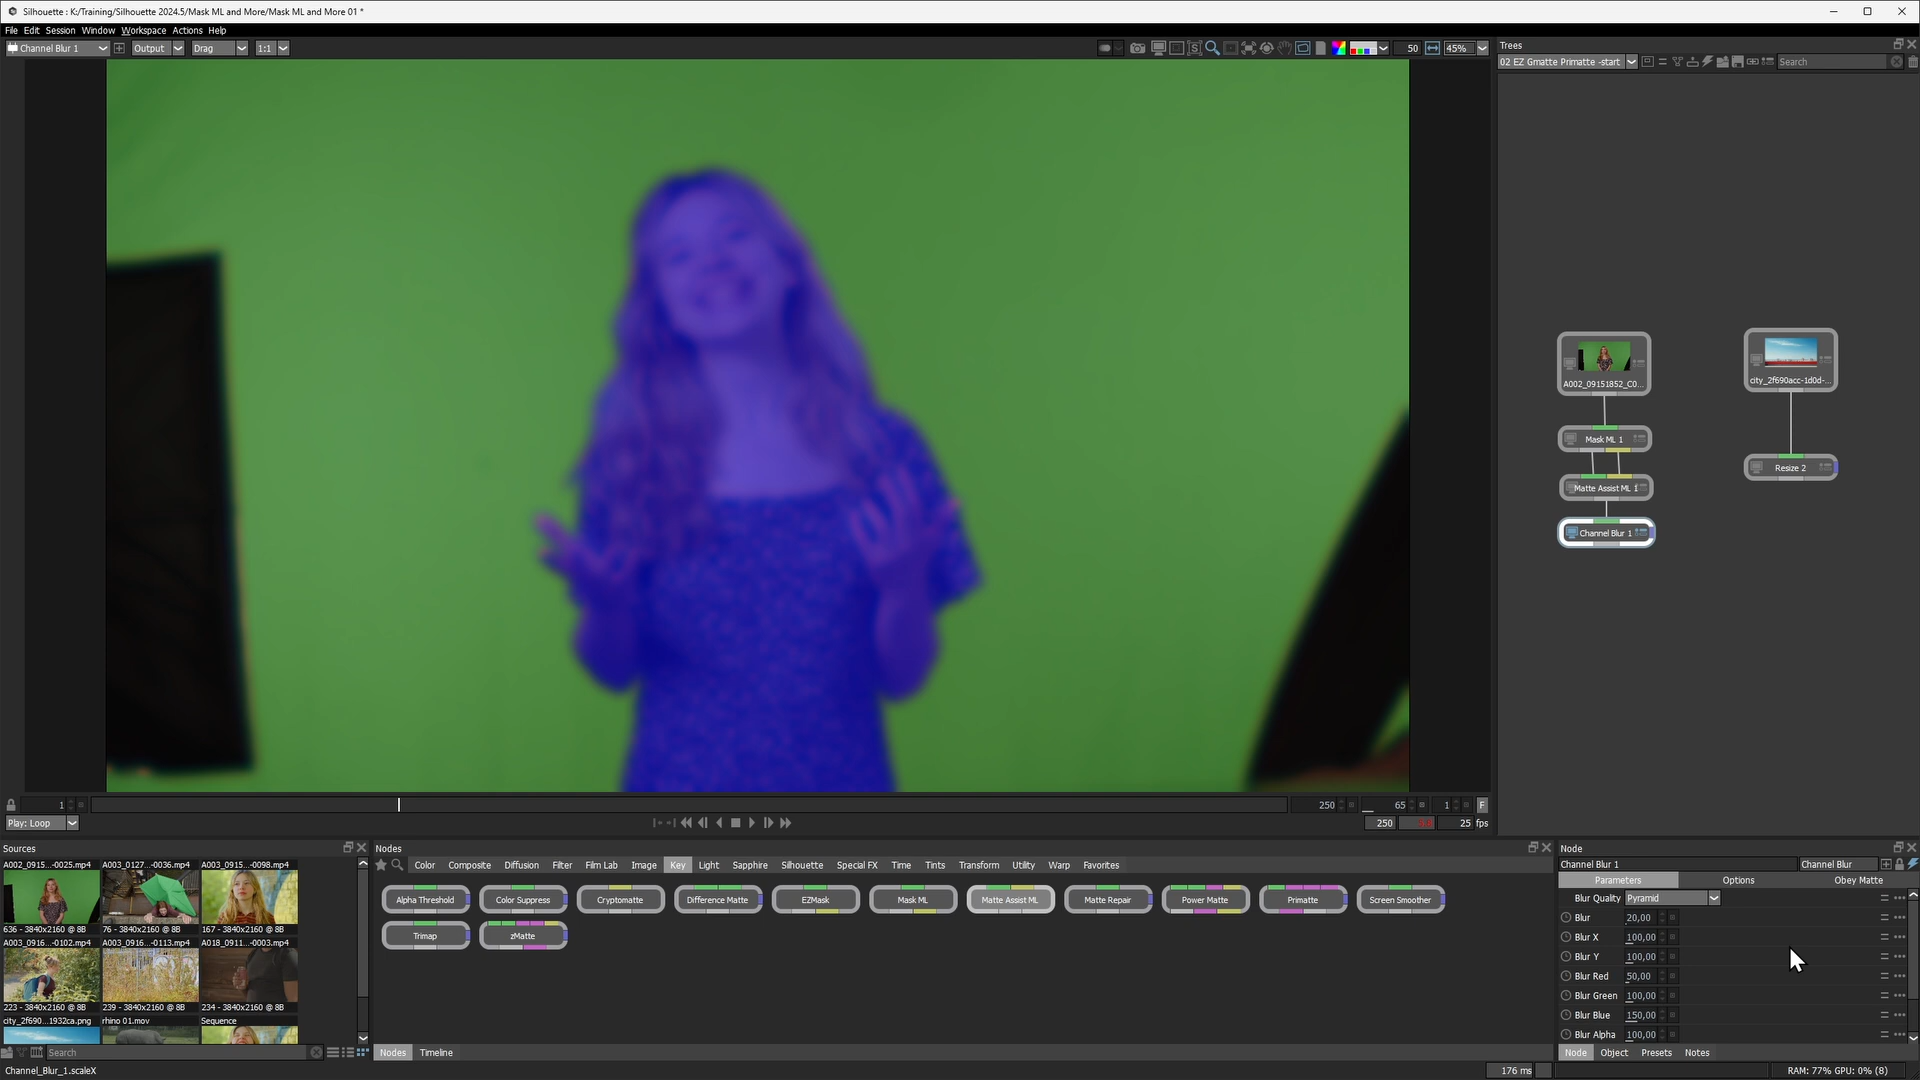 Silhouette : K:/Training/Silhouette 2024.5/Mask ML and More/Mask ML and More 01 *
File Edit Session Window Workspace Actions Help
Channel Blur 1 Output Drag 1:1 50 45%
Trees
02 EZ Gmatte Primatte -start Search
A002_09151852_C0...
city_2f690acc-1d0d-...
Mask ML 1
Resize 2
Matte Assist ML 1
Channel Blur 1
1 250 65 1 F
Play: Loop 250 25 fps
Sources
A002_0915...-0025.mp4 A003_0127...-0036.mp4 A003_0915...-0098.mp4
636 - 3840x2160 @ 8B 76 - 3840x2160 @ 8B 167 - 3840x2160 @ 8B
A003_0916...-0102.mp4 A003_0916...-0113.mp4 A018_0911...-0003.mp4
223 - 3840x2160 @ 8B 239 - 3840x2160 @ 8B 234 - 3840x2160 @ 8B
city_2f690...1932ca.png rhino 01.mov Sequence
Search
Nodes
Color Composite Diffusion Filter Film Lab Image Key Light Sapphire Silhouette Special FX Time Tints Transform Utility Warp Favorites
Alpha Threshold Color Suppress Cryptomatte Difference Matte EZMask Mask ML Matte Assist ML Matte Repair Power Matte Primatte Screen Smoother
Trimap zMatte
Nodes Timeline
Node
Channel Blur 1 Channel Blur
Parameters Options Obey Matte
Blur Quality Pyramid
Blur 20,00
Blur X 100,00
Blur Y 100,00
Blur Red 50,00
Blur Green 100,00
Blur Blue 150,00
Blur Alpha 100,00
Node Object Presets Notes
Channel_Blur_1.scaleX 176 ms RAM: 77% GPU: 0% (8)